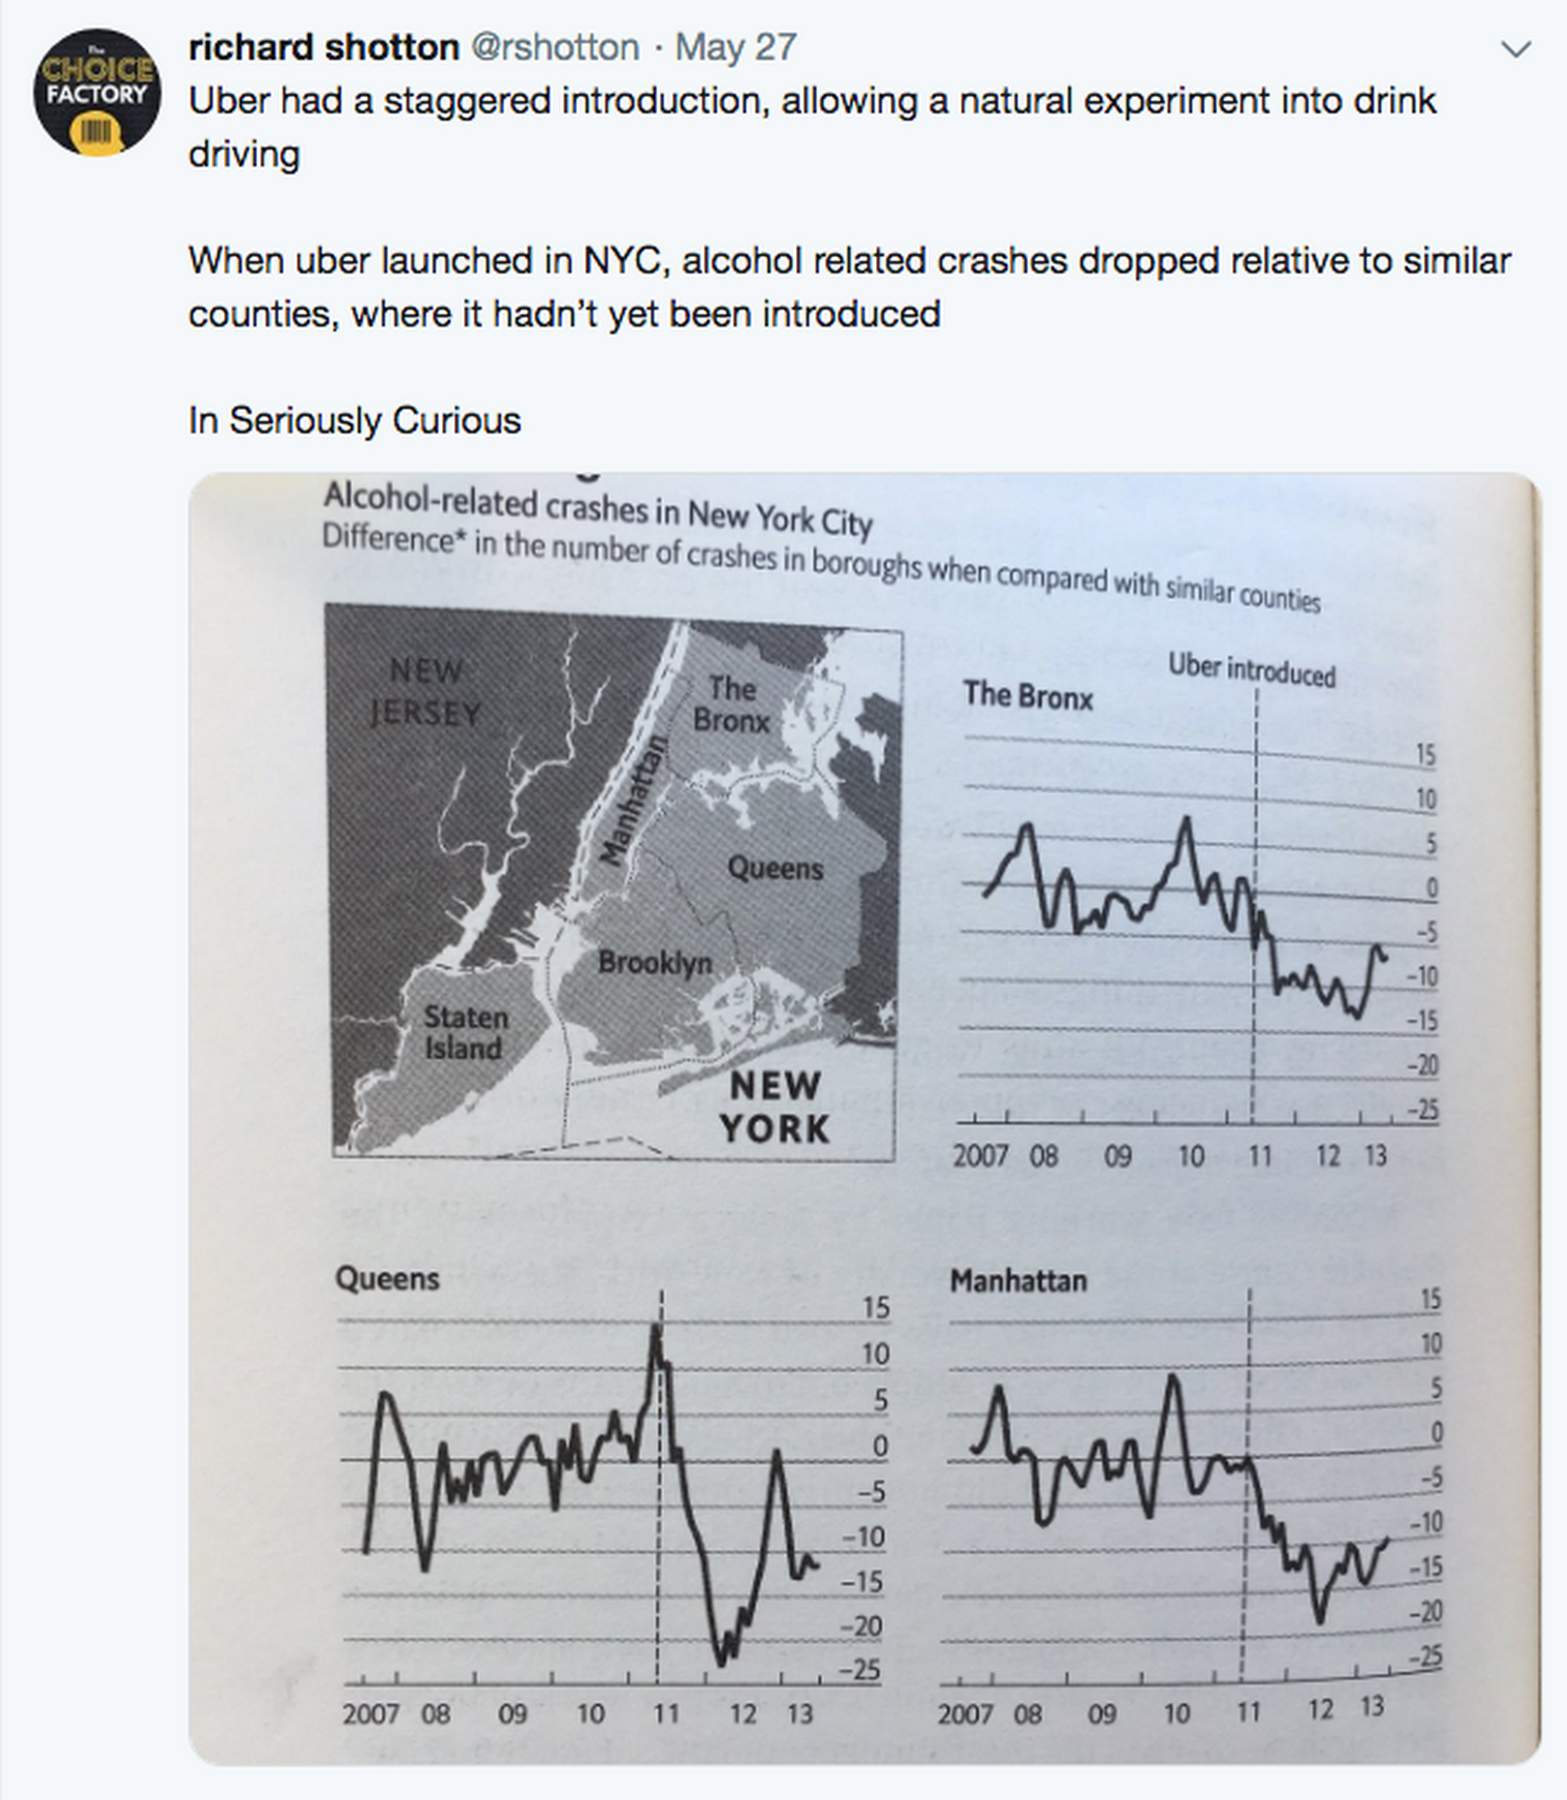 The
CHOICE
FACTORY
richard shotton @rshotton · May 27
Uber had a staggered introduction, allowing a natural experiment into drink
driving
When uber launched in NYC, alcohol related crashes dropped relative to similar
counties, where it hadn’t yet been introduced
In Seriously Curious
Alcohol-related crashes in New York City
Difference* in the number of crashes in boroughs when compared with similar counties
NEW
JERSEY
The
Bronx
Manhattan
Queens
Brooklyn
Staten
Island
NEW
YORK
Uber introduced
The Bronx
15
10
5
0
-5
-10
-15
-20
-25
2007 08 09 10 11 12 13
Queens
15
10
5
0
-5
-10
-15
-20
-25
2007 08 09 10 11 12 13
Manhattan
15
10
5
0
-5
-10
-15
-20
-25
2007 08 09 10 11 12 13